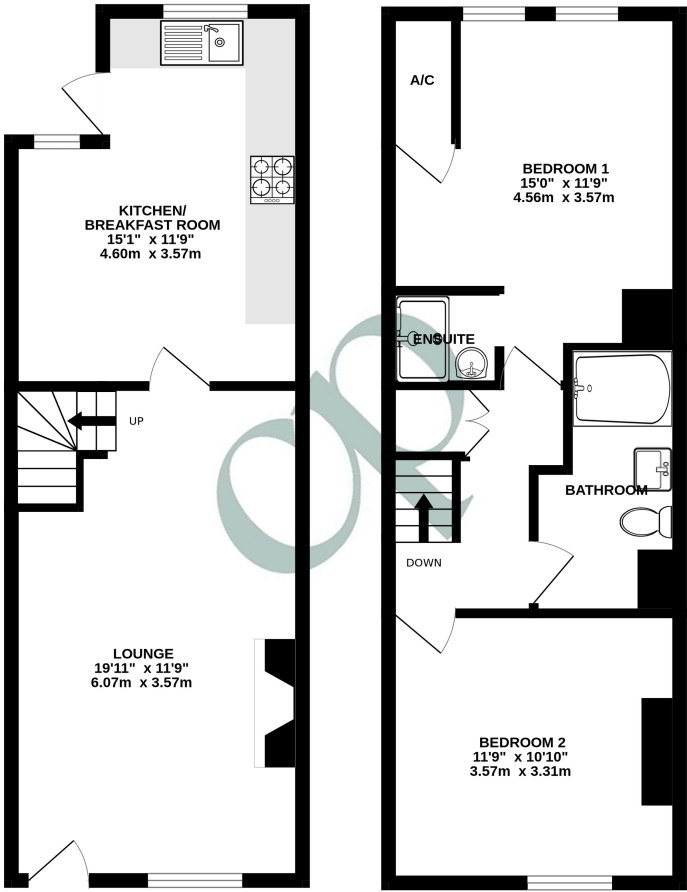 KITCHEN/
BREAKFAST ROOM
15'1" x 11'9"
4.60m x 3.57m
UP
LOUNGE
19'11" x 11'9"
6.07m x 3.57m
A/C
BEDROOM 1
15'0" x 11'9"
4.56m x 3.57m
ENSUITE
BATHROOM
DOWN
BEDROOM 2
11'9" x 10'10"
3.57m x 3.31m
op